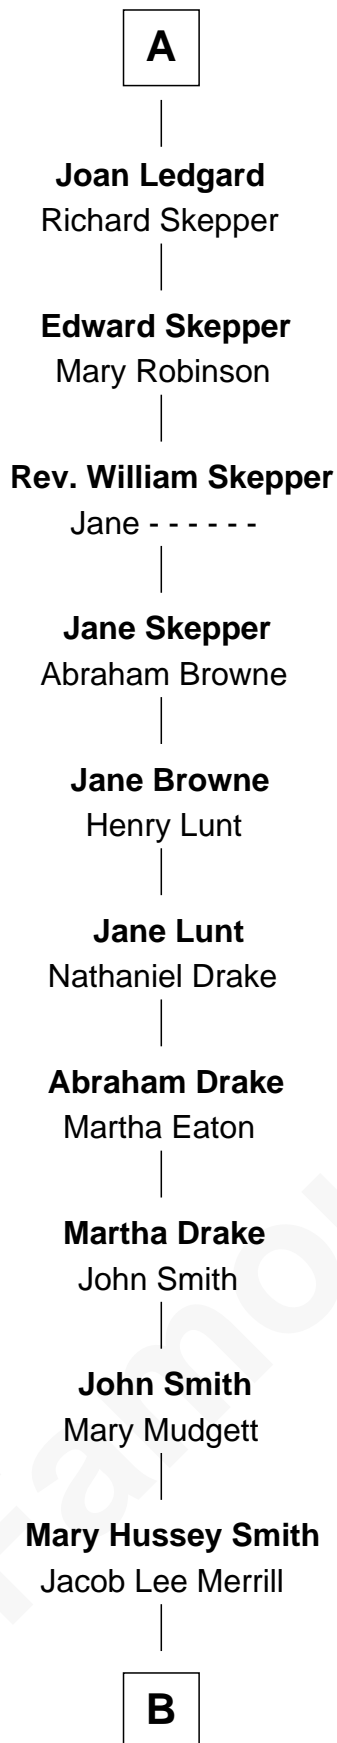 A
Joan Ledgard
Richard Skepper
Edward Skepper
Mary Robinson
Rev. William Skepper
Jane - - - - - -
Jane Skepper
Abraham Browne
Jane Browne
Henry Lunt
Jane Lunt
Nathaniel Drake
Abraham Drake
Martha Eaton
Martha Drake
John Smith
John Smith
Mary Mudgett
Mary Hussey Smith
Jacob Lee Merrill
B